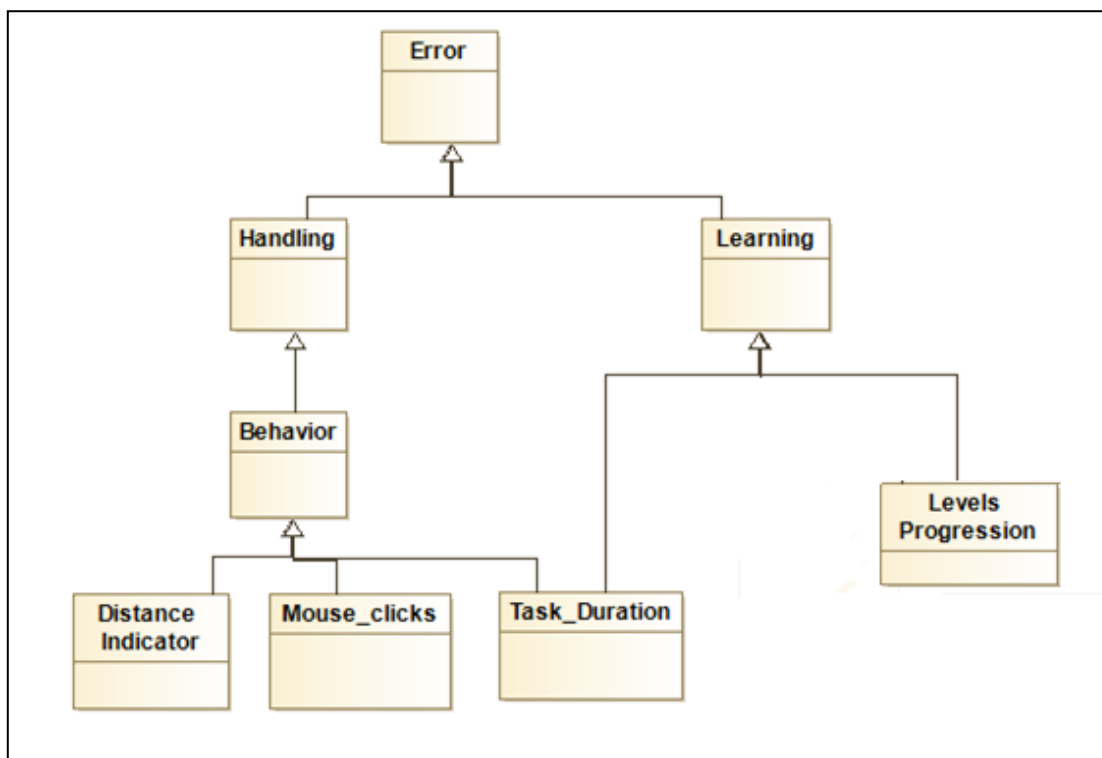 Error
Handling
Learning
Behavior
Levels
Progression
Distance
Indicator
Mouse_clicks
Task_Duration